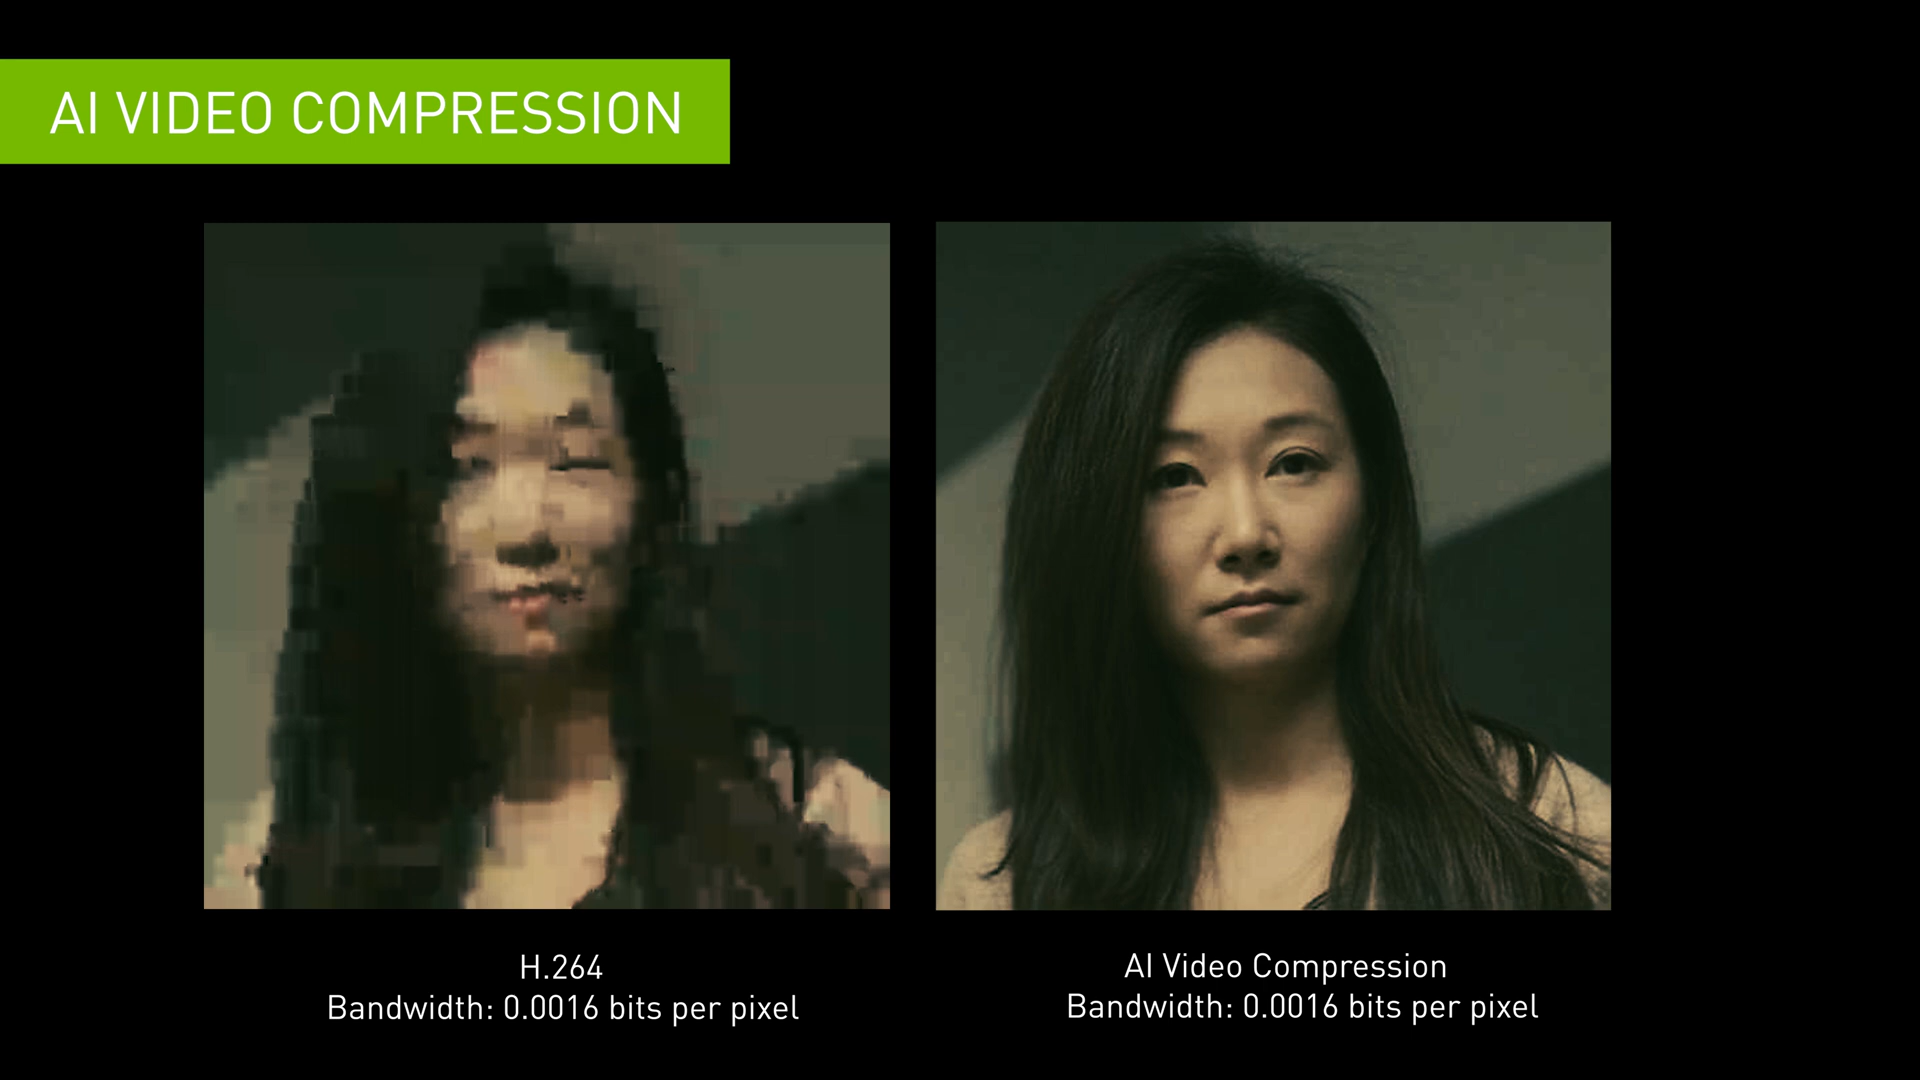 AI VIDEO COMPRESSION
H.264
Bandwidth: 0.0016 bits per pixel
AI Video Compression
Bandwidth: 0.0016 bits per pixel